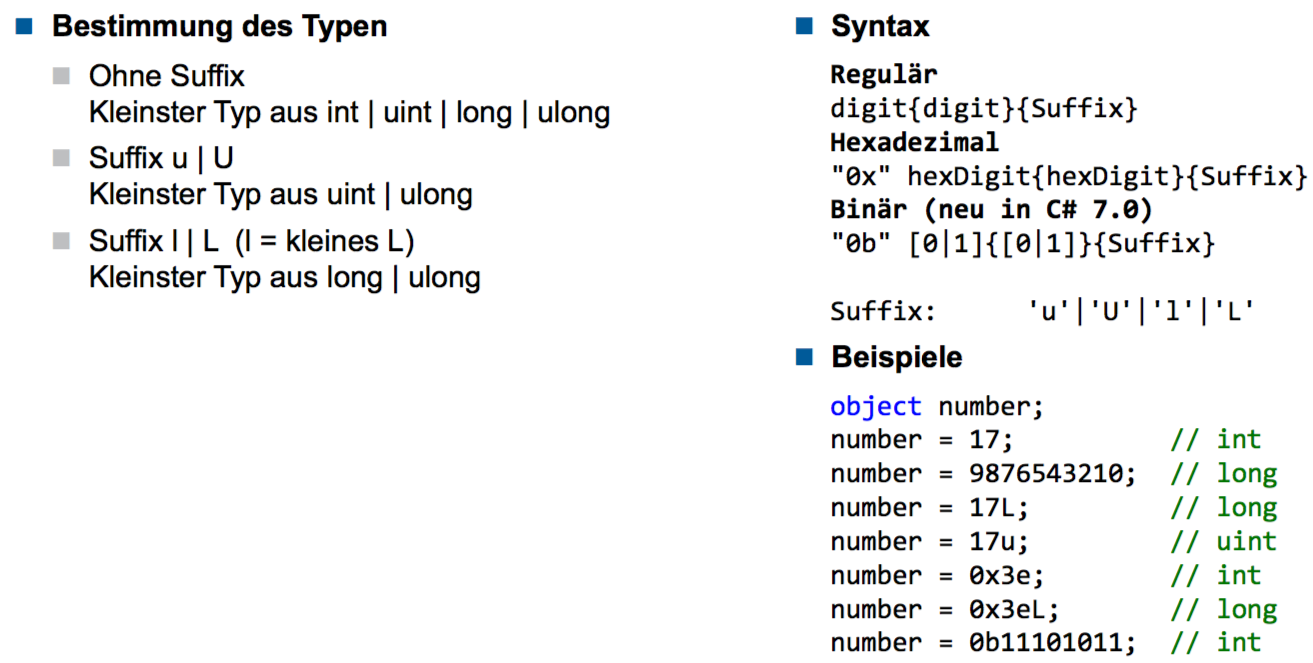 Bestimmung des Typen
Ohne Suffix
Kleinster Typ aus int | uint | long | ulong
Suffix u | U
Kleinster Typ aus uint | ulong
Suffix l | L  (l = kleines L)
Kleinster Typ aus long | ulong
Syntax
Regulär
digit{digit}{Suffix}
Hexadezimal
"0x" hexDigit{hexDigit}{Suffix}
Binär (neu in C# 7.0)
"0b" [0|1]{[0|1]}{Suffix}
Suffix:      'u'|'U'|'l'|'L'
Beispiele
object number;
number = 17;          // int
number = 9876543210;  // long
number = 17L;         // long
number = 17u;         // uint
number = 0x3e;        // int
number = 0x3eL;       // long
number = 0b11101011;  // int